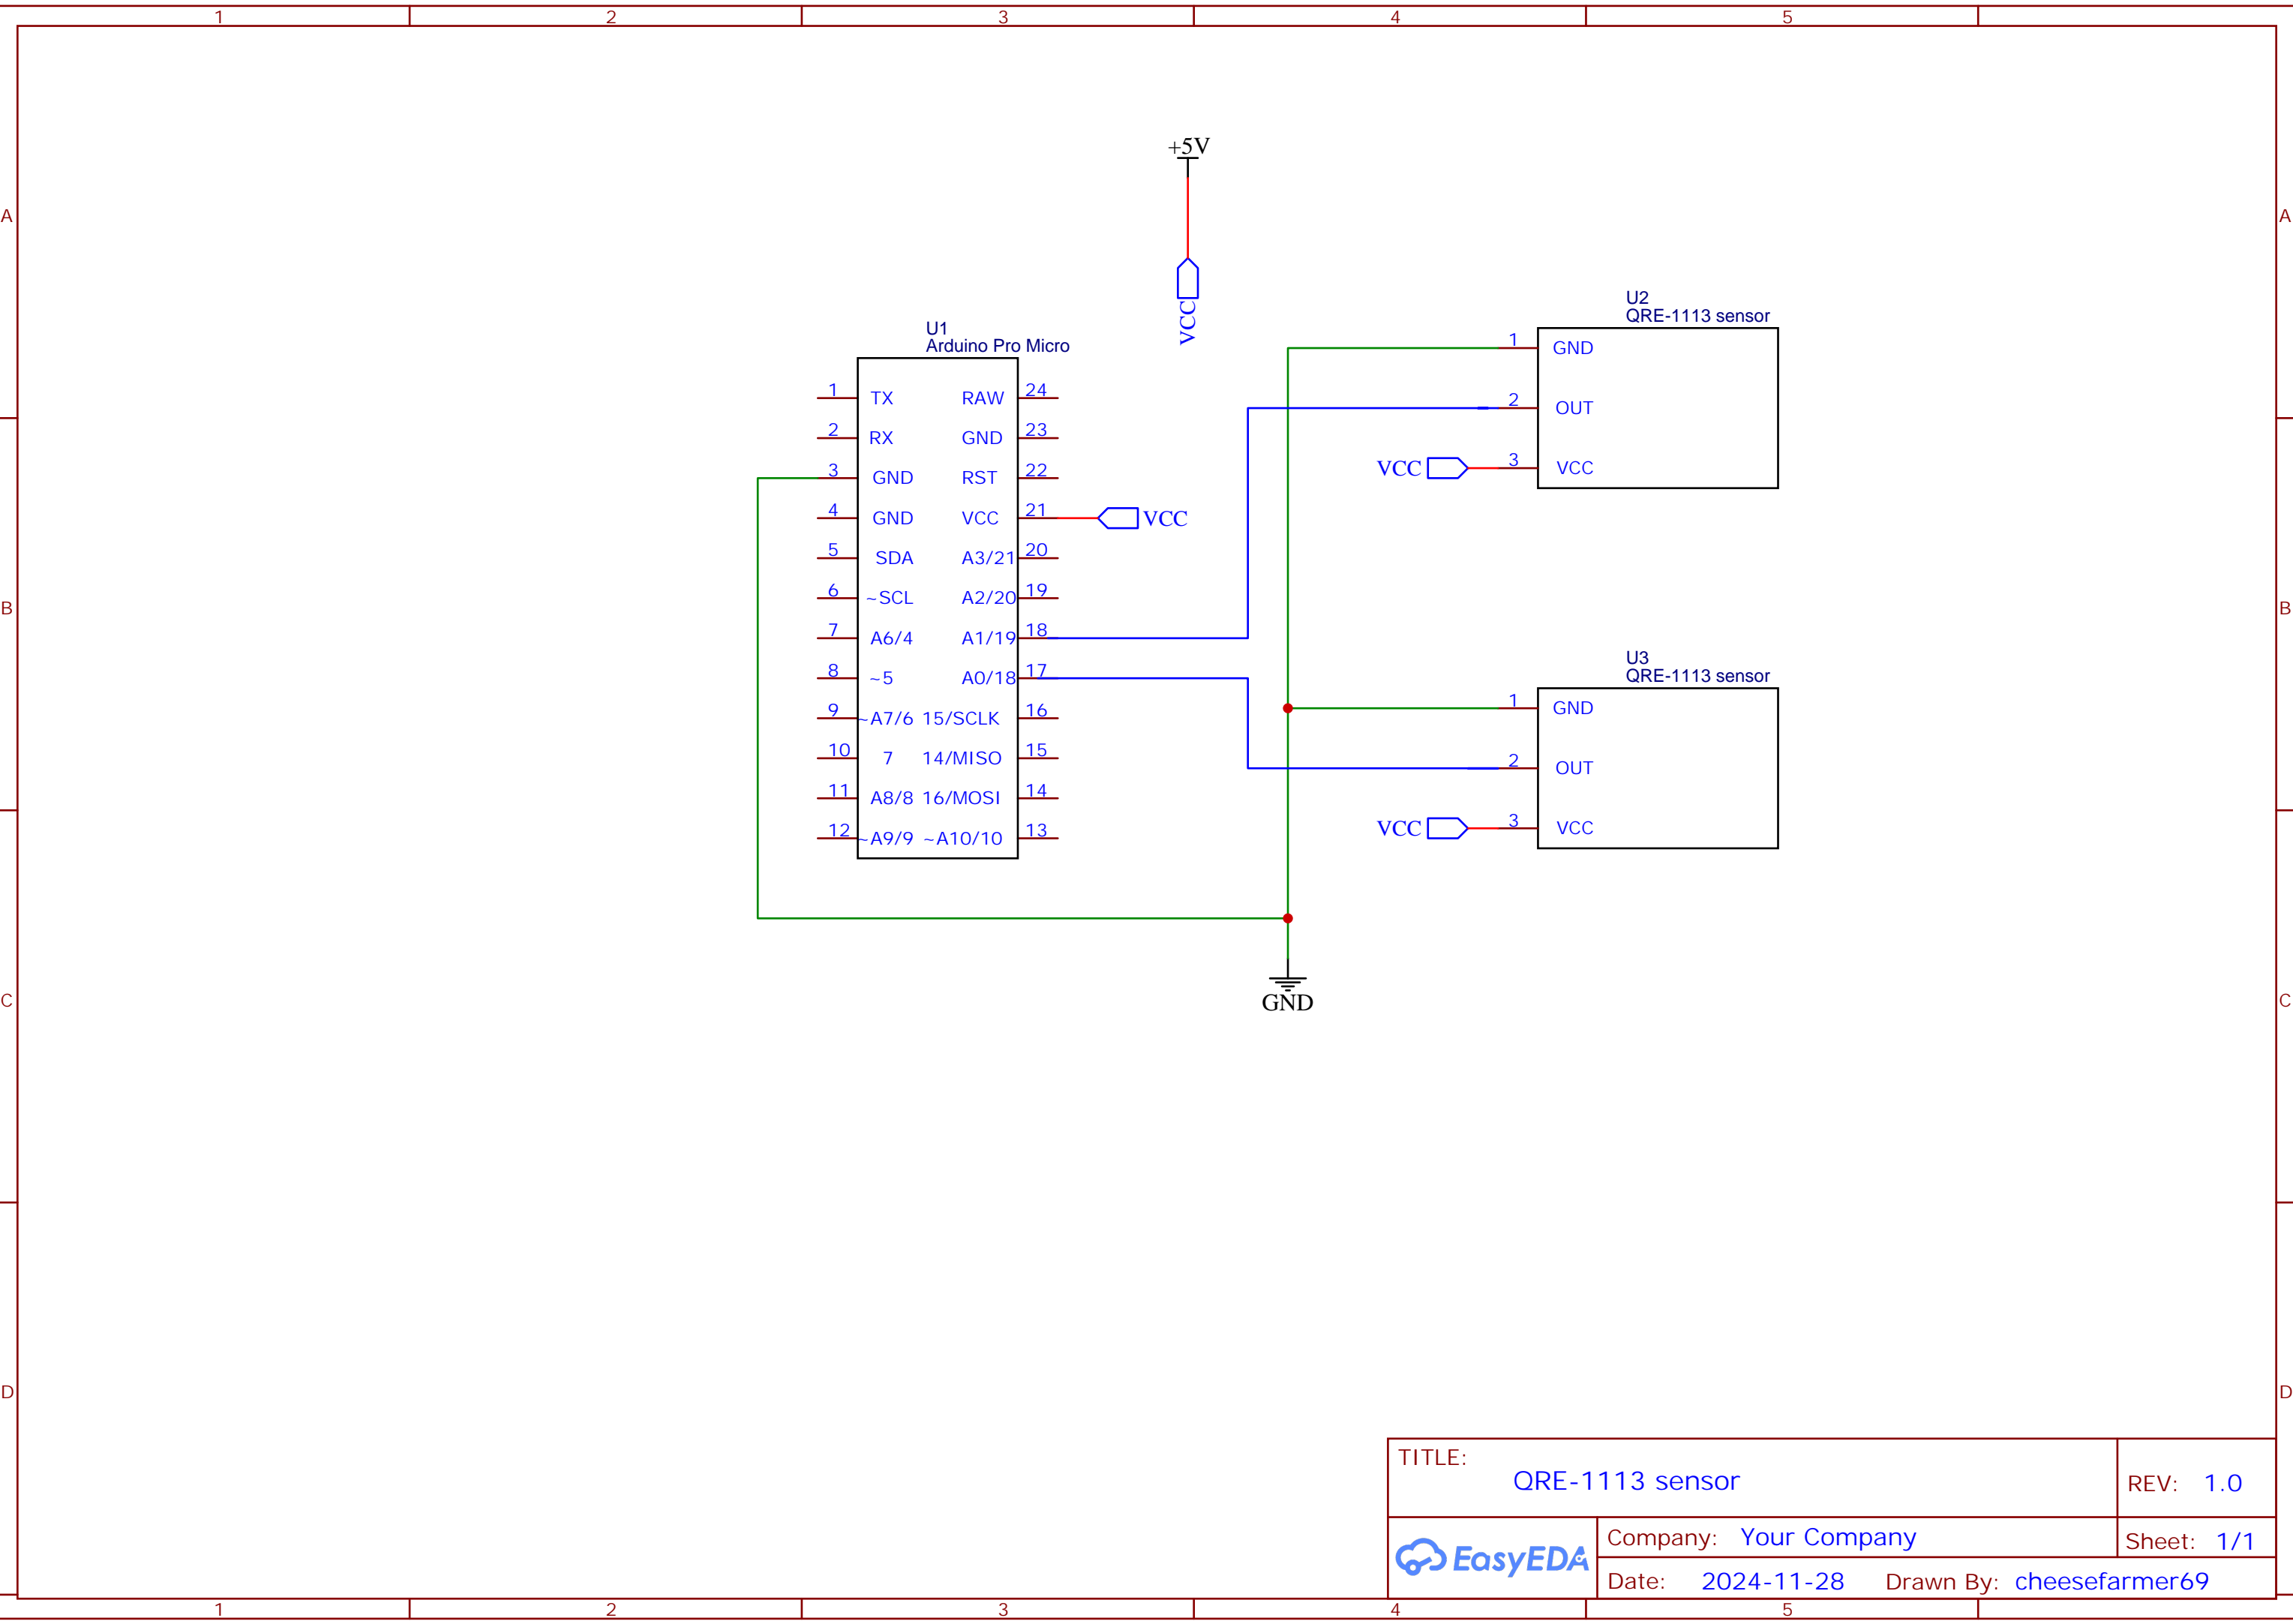 1 2 3 4 5
+5V
VCC
A A
U1
Arduino Pro Micro
1 TX RAW 24
2 RX GND 23
3 GND RST 22
4 GND VCC 21 VCC
5 SDA A3/21 20
6 ~SCL A2/20 19
7 A6/4 A1/19 18
8 ~5 A0/18 17
9 ~A7/6 15/SCLK 16
10 7 14/MISO 15
11 A8/8 16/MOSI 14
12 ~A9/9 ~A10/10 13
U2
QRE-1113 sensor
1 GND
2 OUT
VCC 3 VCC
B B
U3
QRE-1113 sensor
1 GND
2 OUT
VCC 3 VCC
GND
C C
D D
TITLE:
QRE-1113 sensor
REV: 1.0
EasyEDA
Company: Your Company
Sheet: 1/1
Date: 2024-11-28 Drawn By: cheesefarmer69
1 2 3 4 5